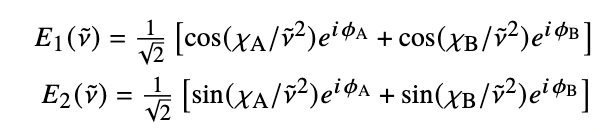 E₁(ν̃) = 1/√2 [cos(χ_A/ν̃²)e^{iϕ_A} + cos(χ_B/ν̃²)e^{iϕ_B}]
E₂(ν̃) = 1/√2 [sin(χ_A/ν̃²)e^{iϕ_A} + sin(χ_B/ν̃²)e^{iϕ_B}]